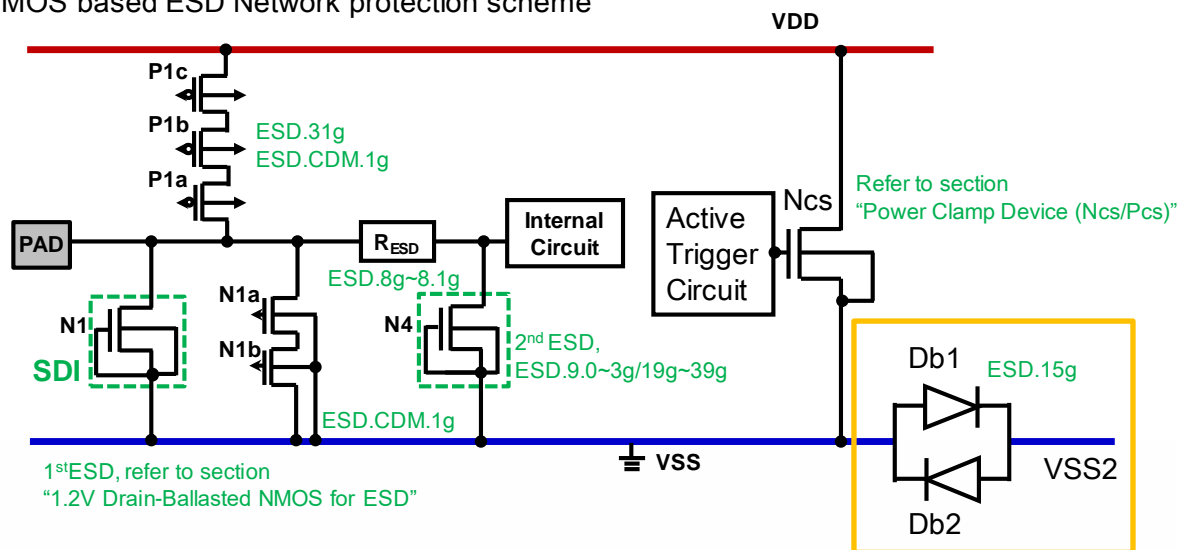 MOS based ESD Network protection scheme
VDD
P1c
P1b
P1a
ESD.31g
ESD.CDM.1g
PAD
RESD
Internal
Circuit
ESD.8g~8.1g
N1
SDI
N1a
N1b
ESD.CDM.1g
N4
2nd ESD,
ESD.9.0~3g/19g~39g
Active
Trigger
Circuit
Ncs
Refer to section
“Power Clamp Device (Ncs/Pcs)”
Db1
ESD.15g
Db2
VSS
VSS2
1stESD, refer to section
“1.2V Drain-Ballasted NMOS for ESD”